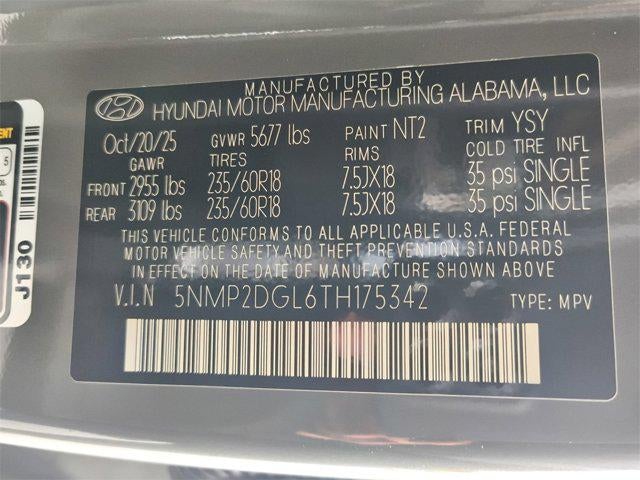 MANUFACTURED BY
HYUNDAI MOTOR MANUFACTURING ALABAMA, LLC
Oct/20/25 GVWR 5677 lbs PAINT NT2 TRIM YSY
GAWR TIRES RIMS COLD TIRE INFL
FRONT 2955 lbs 235/60R18 7.5JX18 35 psi SINGLE
REAR 3109 lbs 235/60R18 7.5JX18 35 psi SINGLE
THIS VEHICLE CONFORMS TO ALL APPLICABLE U.S.A. FEDERAL
MOTOR VEHICLE SAFETY AND THEFT PREVENTION STANDARDS
IN EFFECT ON THE DATE OF MANUFACTURE SHOWN ABOVE
V.I.N 5NMP2DGL6TH175342 TYPE: MPV
J130
5